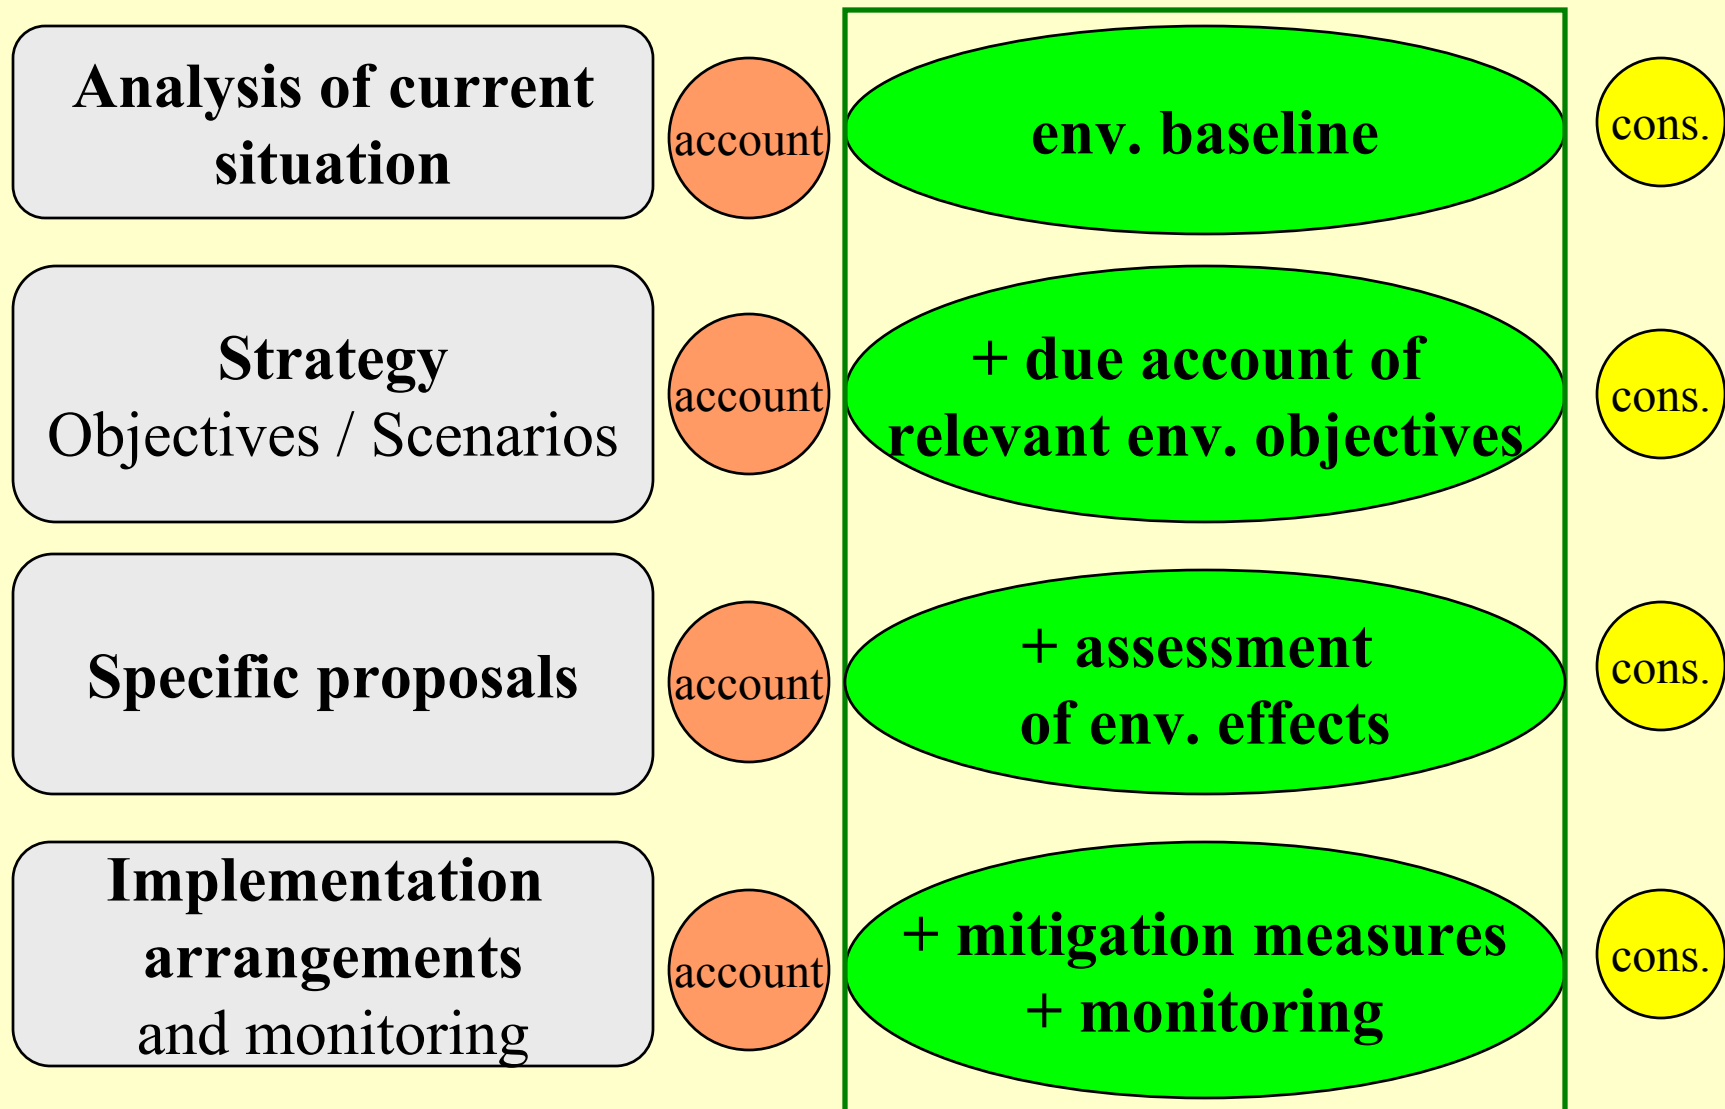 Analysis of current
situation
account
env. baseline
cons.
Strategy
Objectives / Scenarios
account
+ due account of
relevant env. objectives
cons.
Specific proposals
account
+ assessment
of env. effects
cons.
Implementation
arrangements
and monitoring
account
+ mitigation measures
+ monitoring
cons.